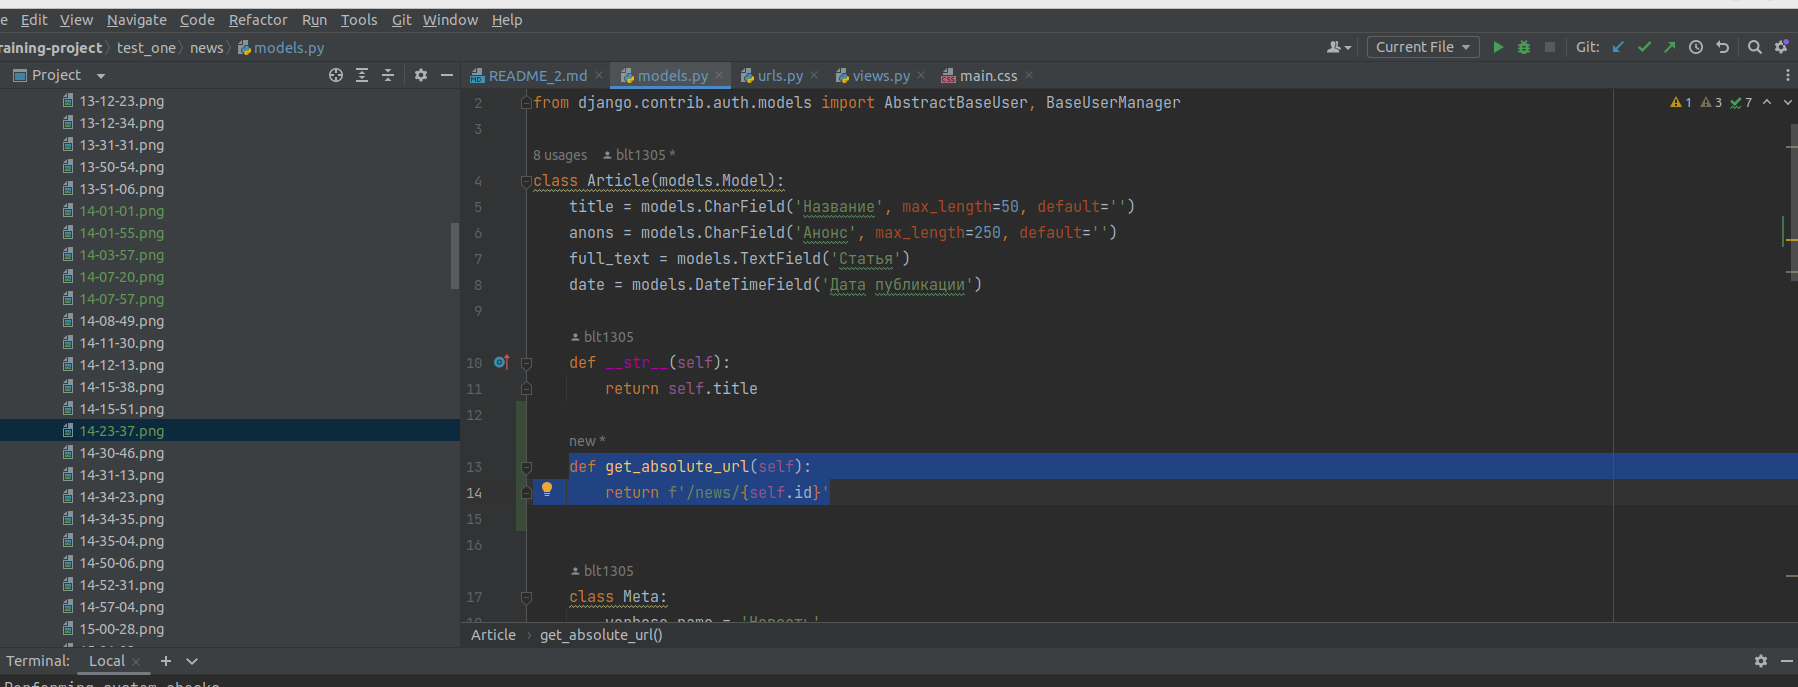 e Edit View Navigate Code Refactor Run Tools Git Window Help
raining-project test_one news models.py
Current File Git:
Project
README_2.md models.py urls.py views.py main.css
13-12-23.png
13-12-34.png
13-31-31.png
13-50-54.png
13-51-06.png
14-01-01.png
14-01-55.png
14-03-57.png
14-07-20.png
14-07-57.png
14-08-49.png
14-11-30.png
14-12-13.png
14-15-38.png
14-15-51.png
14-23-37.png
14-30-46.png
14-31-13.png
14-34-23.png
14-34-35.png
14-35-04.png
14-50-06.png
14-52-31.png
14-57-04.png
15-00-28.png
1 3 7
2 from django.contrib.auth.models import AbstractBaseUser, BaseUserManager
3
8 usages blt1305 *
4 class Article(models.Model):
5 title = models.CharField('Название', max_length=50, default='')
6 anons = models.CharField('Анонс', max_length=250, default='')
7 full_text = models.TextField('Статья')
8 date = models.DateTimeField('Дата публикации')
9
blt1305
10 def __str__(self):
11 return self.title
12
new *
13 def get_absolute_url(self):
14 return f'/news/{self.id}'
15
16
blt1305
17 class Meta:
18 verbose_name = 'Новость'
Article get_absolute_url()
Terminal: Local
Performing system checks